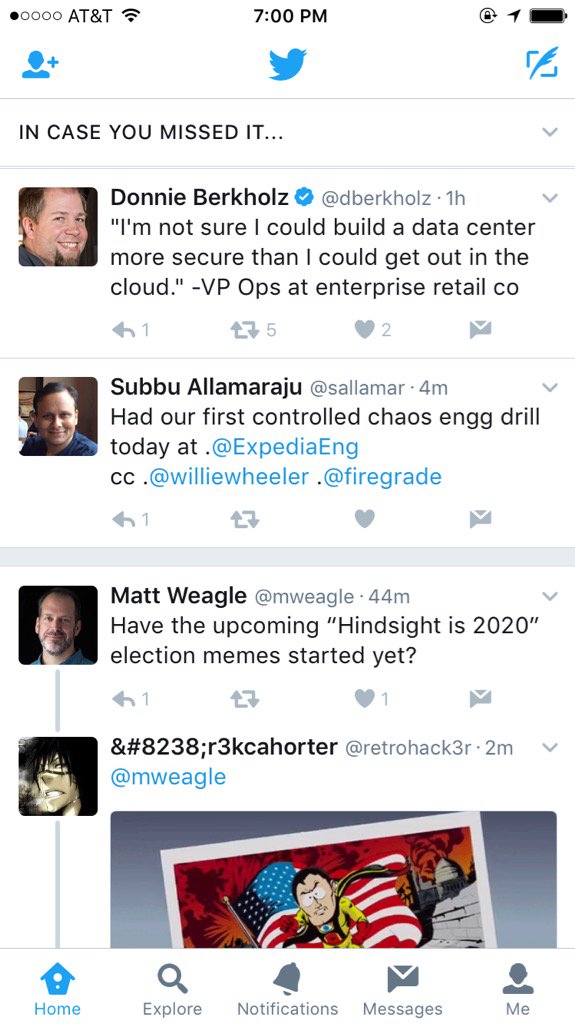 AT&T 7:00 PM
IN CASE YOU MISSED IT...
Donnie Berkholz @dberkholz · 1h
"I'm not sure I could build a data center
more secure than I could get out in the
cloud." -VP Ops at enterprise retail co
1 5 2
Subbu Allamaraju @sallamar · 4m
Had our first controlled chaos engg drill
today at .@ExpediaEng
cc .@williewheeler .@firegrade
1
Matt Weagle @mweagle · 44m
Have the upcoming “Hindsight is 2020”
election memes started yet?
1 1
&#8238;r3kcahorter @retrohack3r · 2m
@mweagle
Home Explore Notifications Messages Me